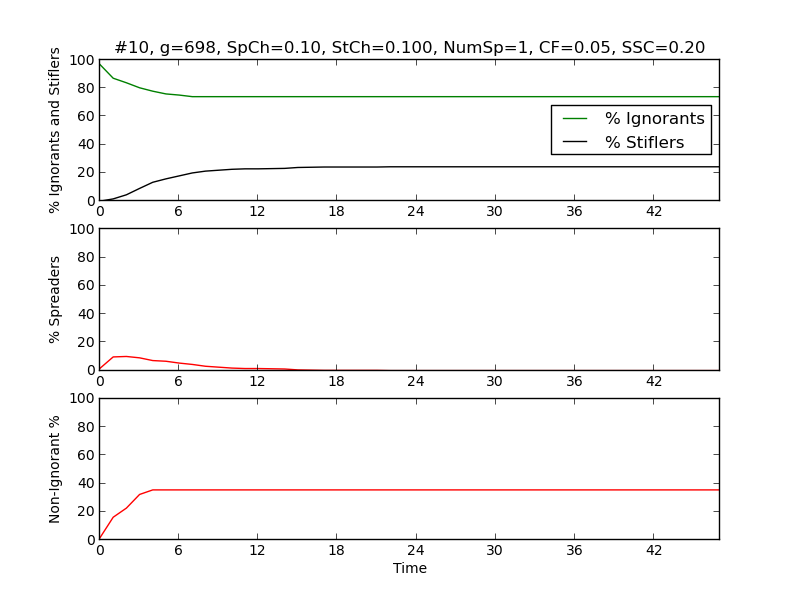 #10, g=698, SpCh=0.10, StCh=0.100, NumSp=1, CF=0.05, SSC=0.20
% Ignorants and Stiflers
100
80
60
40
20
0
% Ignorants
% Stiflers
0 6 12 18 24 30 36 42
% Spreaders
100
80
60
40
20
0
0 6 12 18 24 30 36 42
Non-Ignorant %
100
80
60
40
20
0
0 6 12 18 24 30 36 42
Time